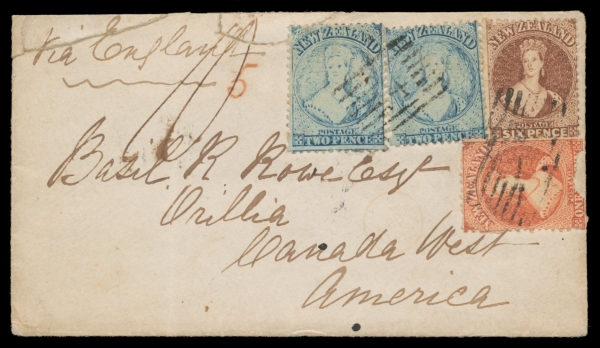 Via England
5
NEW ZEALAND
POSTAGE
TWO PENCE
NEW ZEALAND
POSTAGE
TWO PENCE
NEW ZEALAND
POSTAGE
SIX PENCE
NEW ZEALAND
POSTAGE
Basil R Rowe Esqr
Orillia
Canada West
America